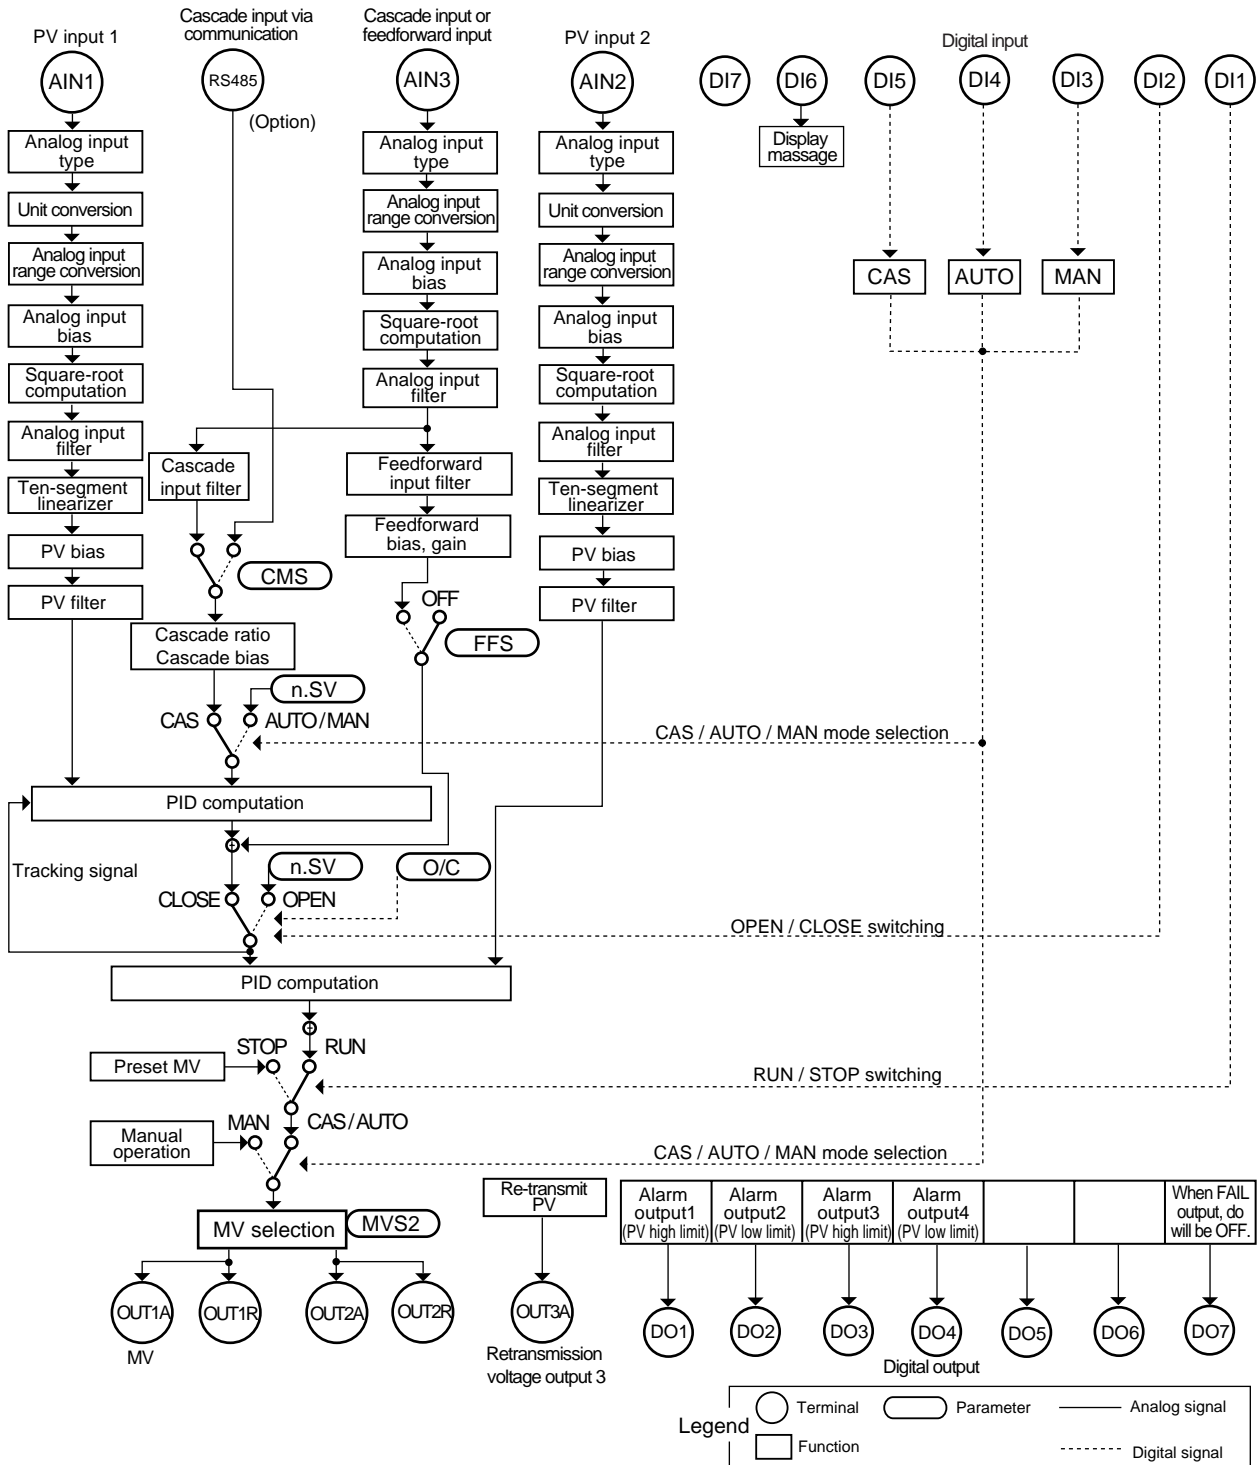 PV input 1
Cascade input via
communication
Cascade input or
feedforward input
PV input 2
Digital input
AIN1
RS485
AIN3
AIN2
DI7
DI6
DI5
DI4
DI3
DI2
DI1
(Option)
Analog input
type
Unit conversion
Analog input
range conversion
Analog input
bias
Square-root
computation
Analog input
filter
Ten-segment
linearizer
PV bias
PV filter
Analog input
type
Analog input
range conversion
Analog input
bias
Square-root
computation
Analog input
filter
Cascade
input filter
Feedforward
input filter
Feedforward
bias, gain
Analog input
type
Unit conversion
Analog input
range conversion
Analog input
bias
Square-root
computation
Analog input
filter
Ten-segment
linearizer
PV bias
PV filter
Display
massage
CAS
AUTO
MAN
CMS
OFF
FFS
Cascade ratio
Cascade bias
n.SV
CAS
AUTO/MAN
CAS / AUTO / MAN mode selection
PID computation
Tracking signal
n.SV
O/C
CLOSE
OPEN
OPEN / CLOSE switching
PID computation
STOP
RUN
Preset MV
RUN / STOP switching
MAN
CAS/AUTO
Manual
operation
CAS / AUTO / MAN mode selection
MV selection
MVS2
Re-transmit
PV
Alarm
output1
(PV high limit)
Alarm
output2
(PV low limit)
Alarm
output3
(PV high limit)
Alarm
output4
(PV low limit)
When FAIL
output, do
will be OFF.
OUT1A
OUT1R
OUT2A
OUT2R
OUT3A
DO1
DO2
DO3
DO4
DO5
DO6
DO7
MV
Retransmission
voltage output 3
Digital output
Legend
Terminal
Parameter
Analog signal
Function
Digital signal